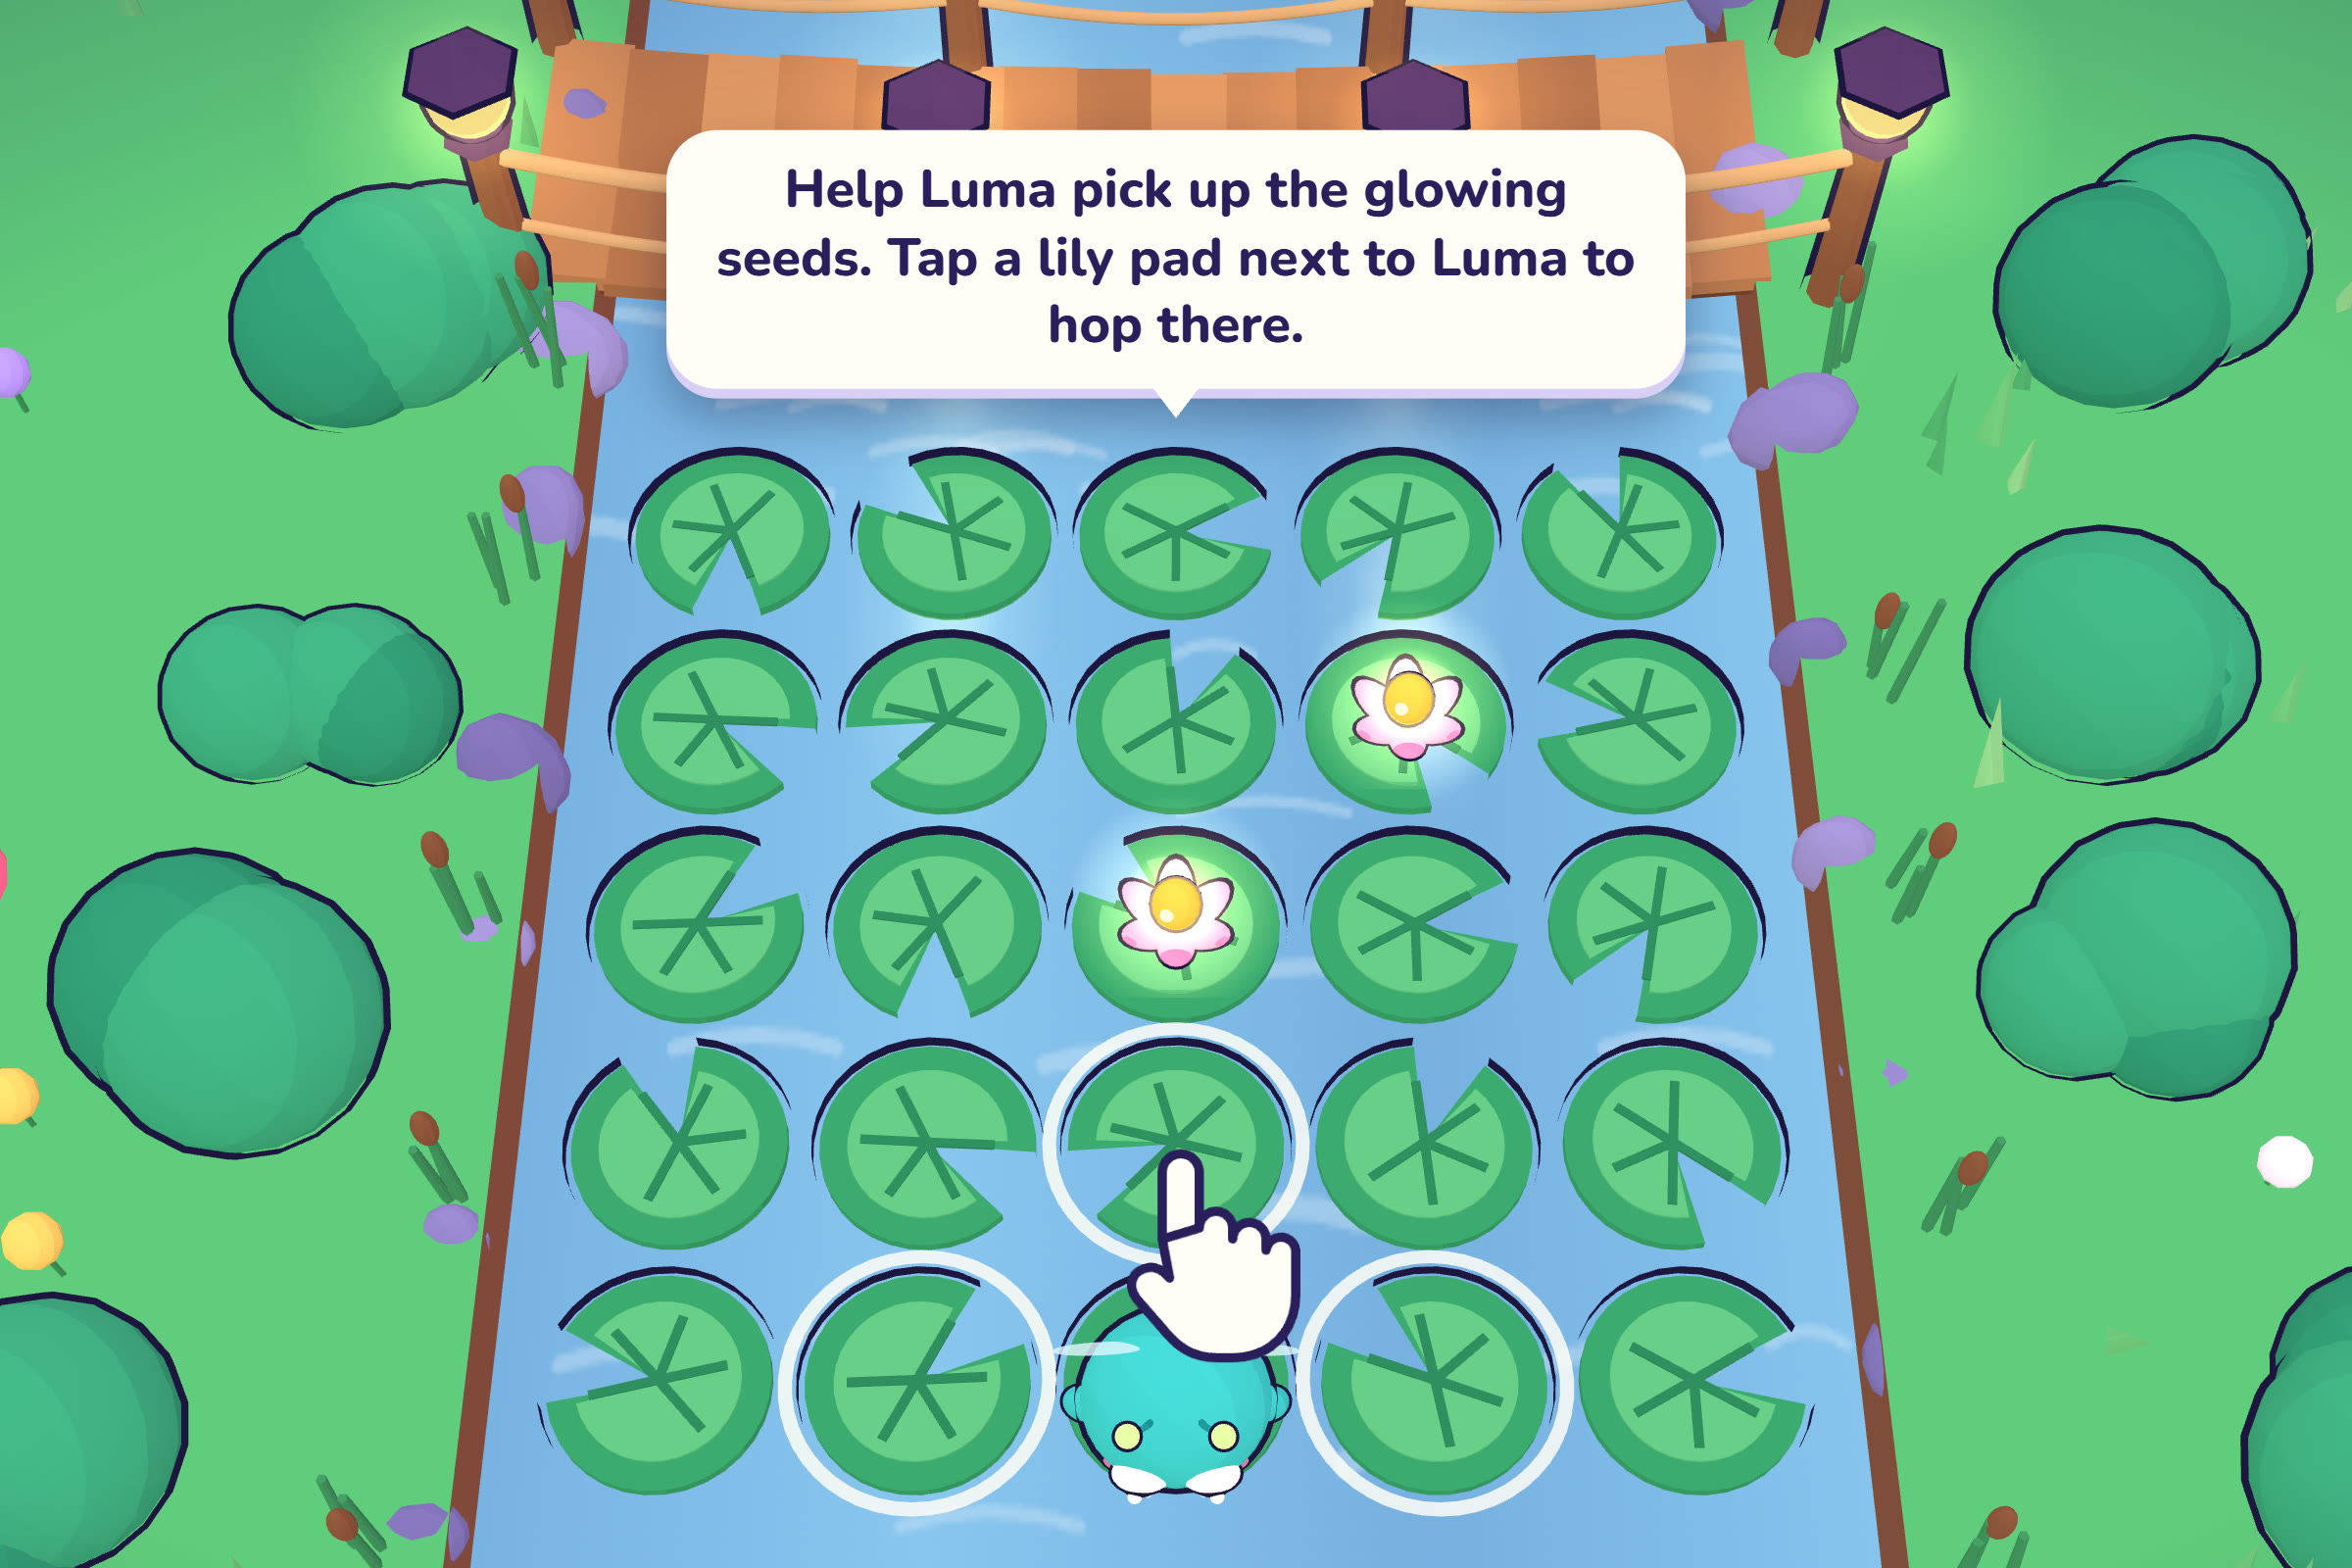 Help Luma pick up the glowing
seeds. Tap a lily pad next to Luma to
hop there.